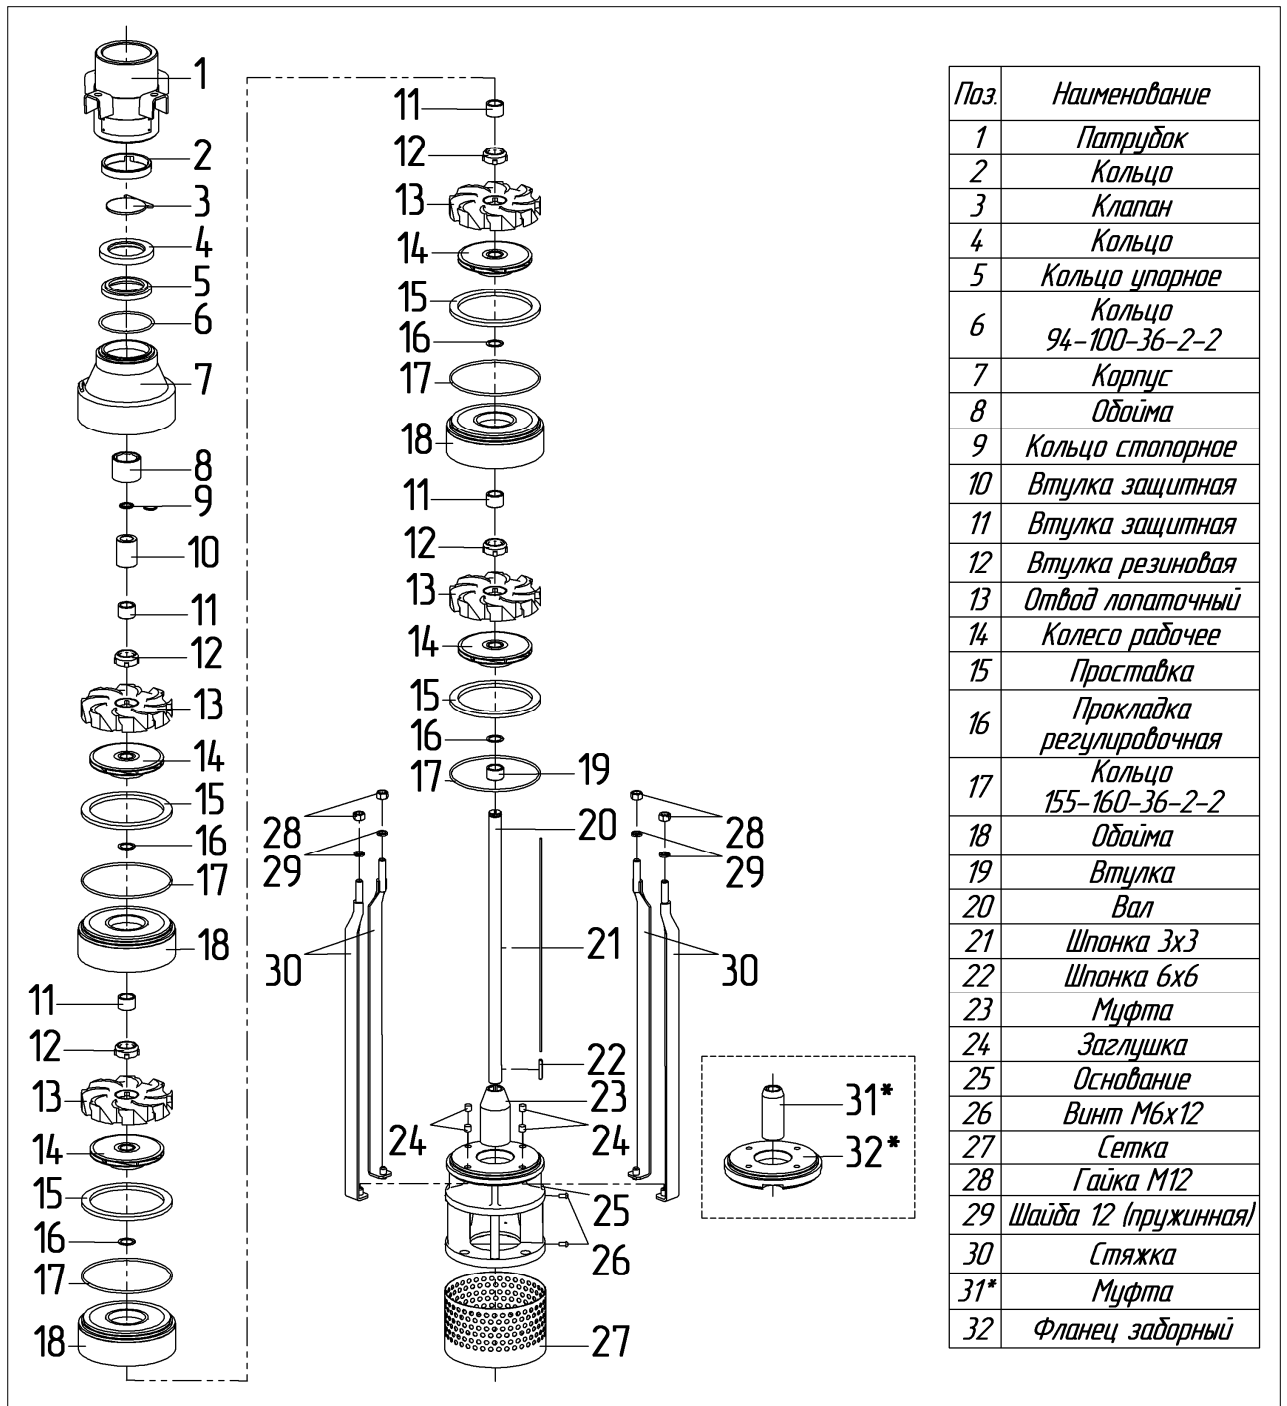 1
2
3
4
5
6
7
8
9
10
11
12
13
14
15
16
17
18
11
12
13
14
15
16
17
18
11
12
13
14
15
16
17
18
11
12
13
14
15
16
17
19
20
21
22
23
24
24
25
26
27
28
29
30
28
29
30
31*
32*
Поз. Наименование
1 Патрубок
2 Кольцо
3 Клапан
4 Кольцо
5 Кольцо упорное
6 Кольцо
94-100-36-2-2
7 Корпус
8 Обойма
9 Кольцо стопорное
10 Втулка защитная
11 Втулка защитная
12 Втулка резиновая
13 Отвод лопаточный
14 Колесо рабочее
15 Проставка
16 Прокладка
регулировочная
17 Кольцо
155-160-36-2-2
18 Обойма
19 Втулка
20 Вал
21 Шпонка 3х3
22 Шпонка 6х6
23 Муфта
24 Заглушка
25 Основание
26 Винт М6х12
27 Сетка
28 Гайка М12
29 Шайба 12 (пружинная)
30 Стяжка
31* Муфта
32 Фланец заборный